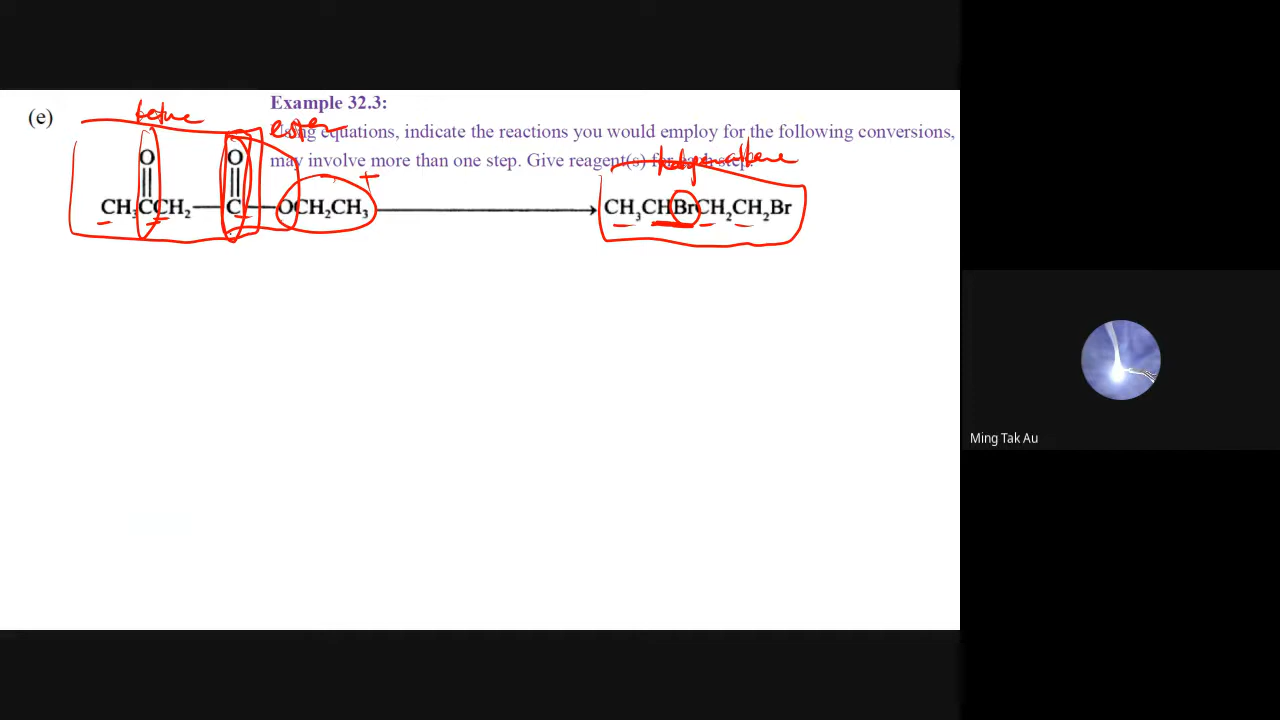 (e)
Example 32.3:
Using equations, indicate the reactions you would employ for the following conversions,
may involve more than one step. Give reagent(s) for each step.
ester
O
O
CH₃CCH₂—C—OCH₂CH₃ → CH₃CHBrCH₂CH₂Br
Ming Tak Au